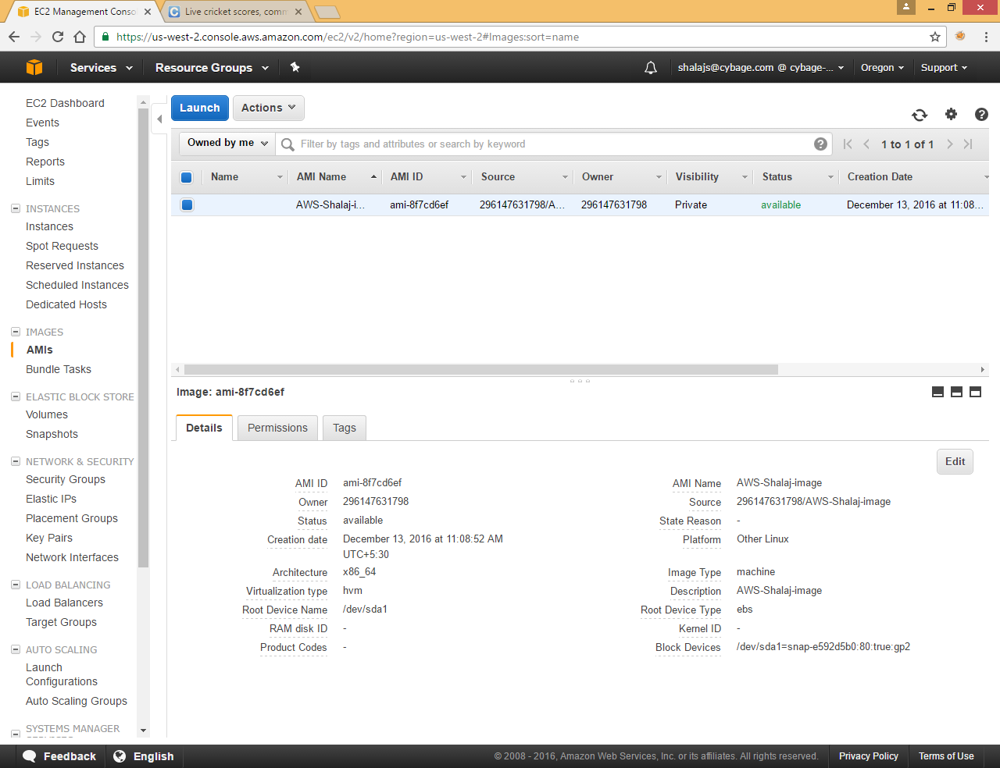 EC2 Management Conso
Live cricket scores, comm
https://us-west-2.console.aws.amazon.com/ec2/v2/home?region=us-west-2#Images:sort=name
Services Resource Groups shalajs@cybage.com @ cybage-... Oregon Support
EC2 Dashboard
Events
Tags
Reports
Limits
INSTANCES
Instances
Spot Requests
Reserved Instances
Scheduled Instances
Dedicated Hosts
IMAGES
AMIs
Bundle Tasks
ELASTIC BLOCK STORE
Volumes
Snapshots
NETWORK & SECURITY
Security Groups
Elastic IPs
Placement Groups
Key Pairs
Network Interfaces
LOAD BALANCING
Load Balancers
Target Groups
AUTO SCALING
Launch
Configurations
Auto Scaling Groups
SYSTEMS MANAGER
Launch Actions
Owned by me Filter by tags and attributes or search by keyword 1 to 1 of 1
Name AMI Name AMI ID Source Owner Visibility Status Creation Date
AWS-Shalaj-i... ami-8f7cd6ef 296147631798/A... 296147631798 Private available December 13, 2016 at 11:08...
Image: ami-8f7cd6ef
Details Permissions Tags
Edit
AMI ID ami-8f7cd6ef AMI Name AWS-Shalaj-image
Owner 296147631798 Source 296147631798/AWS-Shalaj-image
Status available State Reason -
Creation date December 13, 2016 at 11:08:52 AM Platform Other Linux
UTC+5:30
Architecture x86_64 Image Type machine
Virtualization type hvm Description AWS-Shalaj-image
Root Device Name /dev/sda1 Root Device Type ebs
RAM disk ID - Kernel ID -
Product Codes - Block Devices /dev/sda1=snap-e592d5b0:80:true:gp2
Feedback English © 2008 - 2016, Amazon Web Services, Inc. or its affiliates. All rights reserved. Privacy Policy Terms of Use